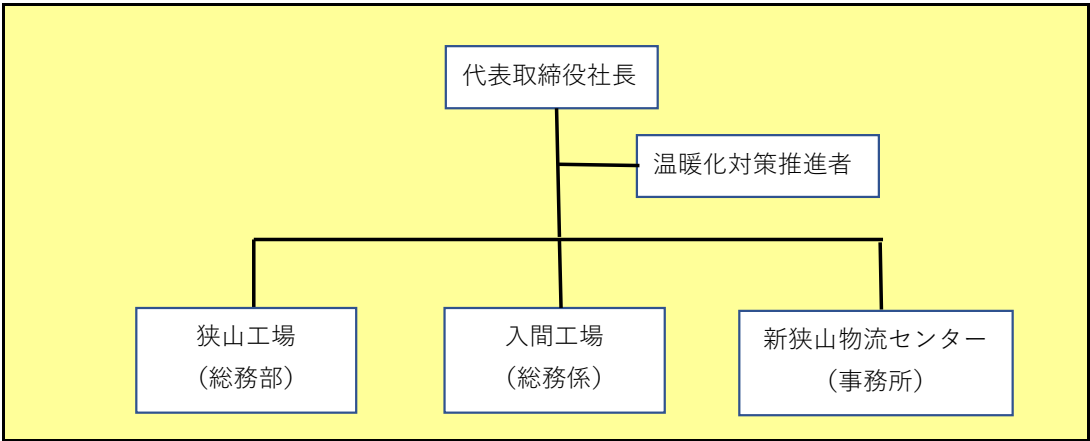 代表取締役社長
温暖化対策推進者
狭山工場
（総務部）
入間工場
（総務係）
新狭山物流センター
（事務所）